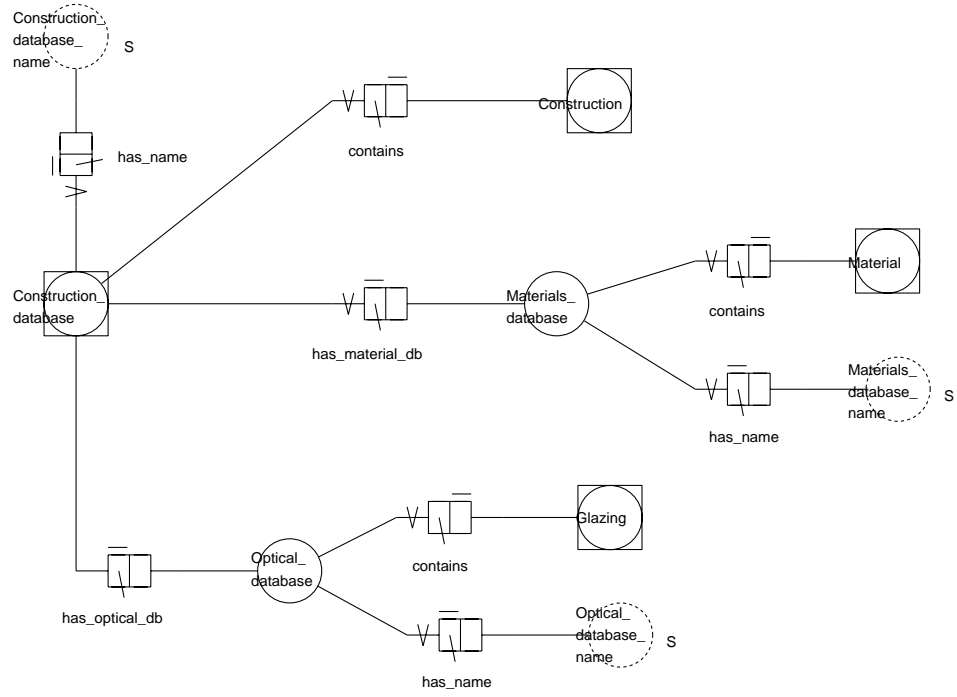 Construction_
database_
name
S
has_name
contains
Construction
Construction_
database
has_material_db
Materials_
database
contains
Material
has_name
Materials_
database_
name
S
has_optical_db
Optical_
database
contains
Glazing
has_name
Optical_
database_
name
S